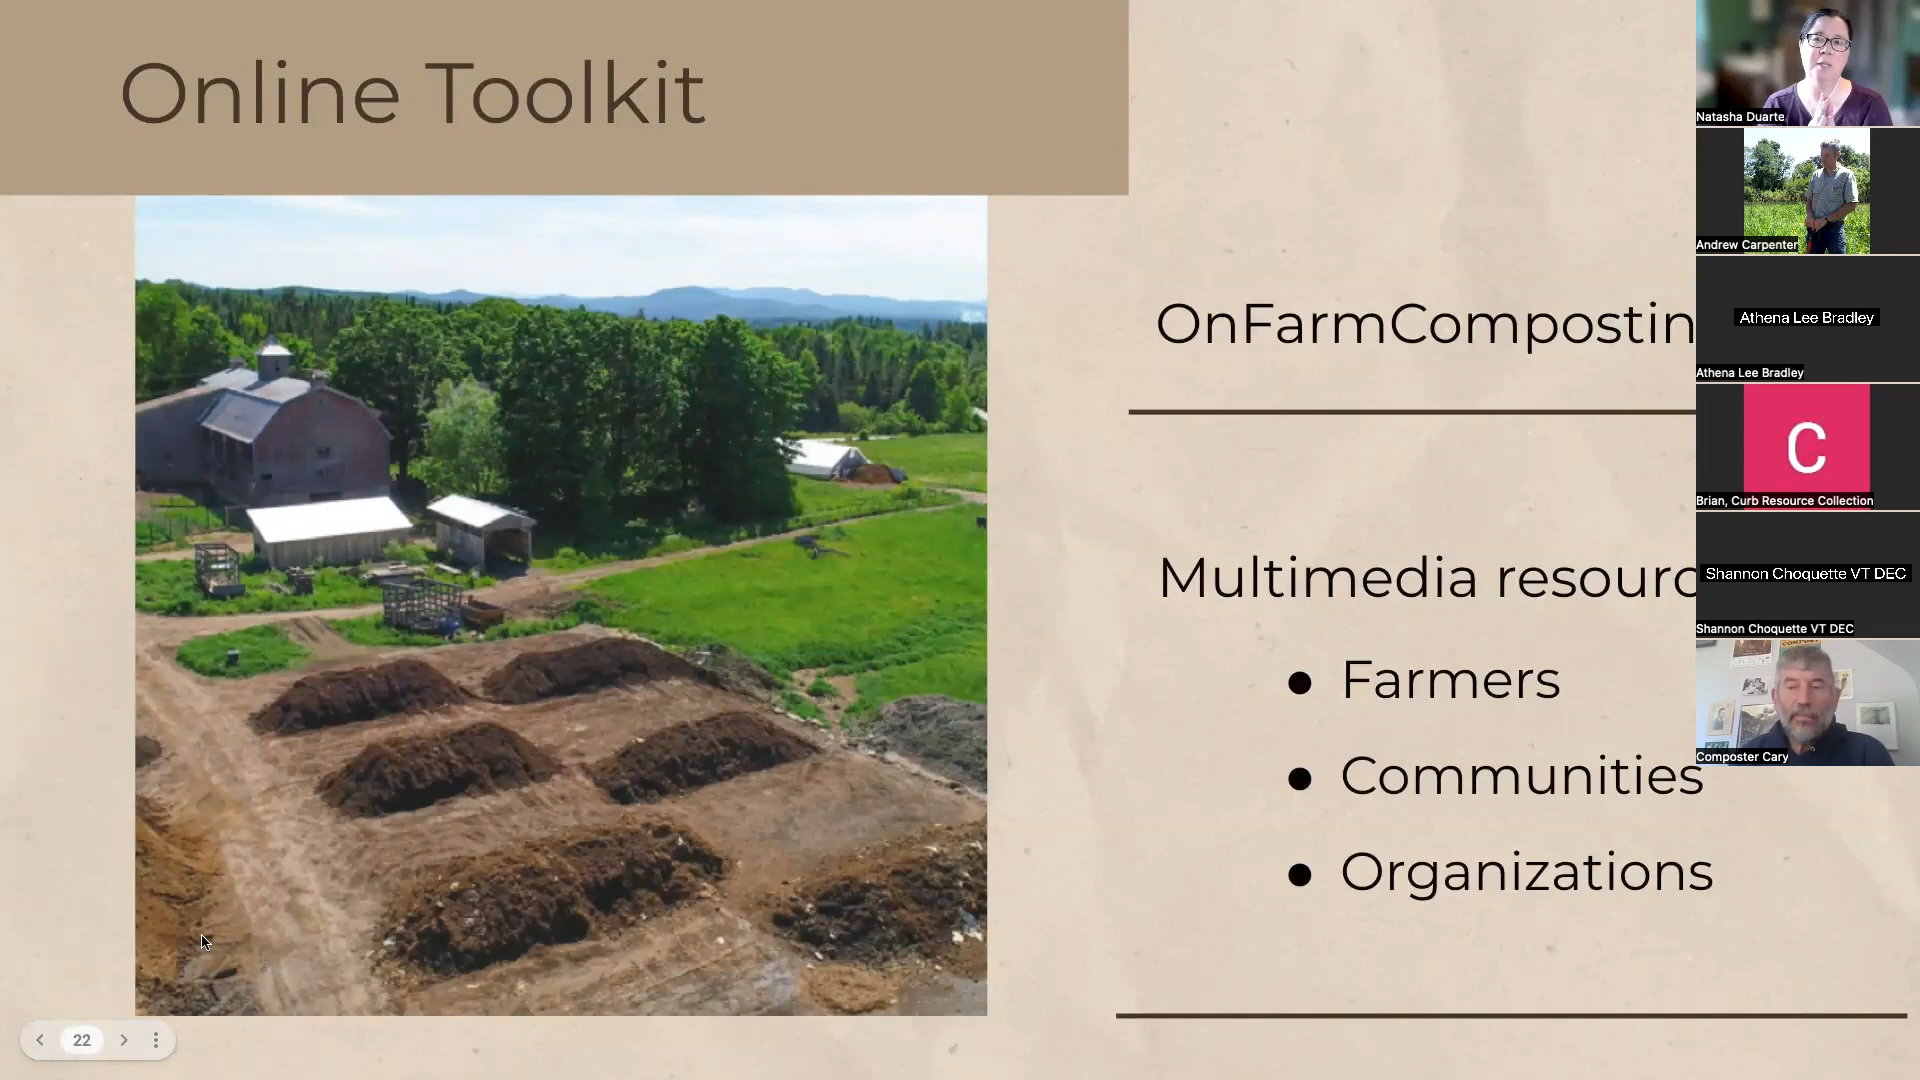 Online Toolkit
OnFarmCompostin
Multimedia resourc
● Farmers
● Communities
● Organizations
22
Natasha Duarte
Andrew Carpenter
Athena Lee Bradley
Athena Lee Bradley
C
Brian, Curb Resource Collection
Shannon Choquette VT DEC
Shannon Choquette VT DEC
Composter Cary